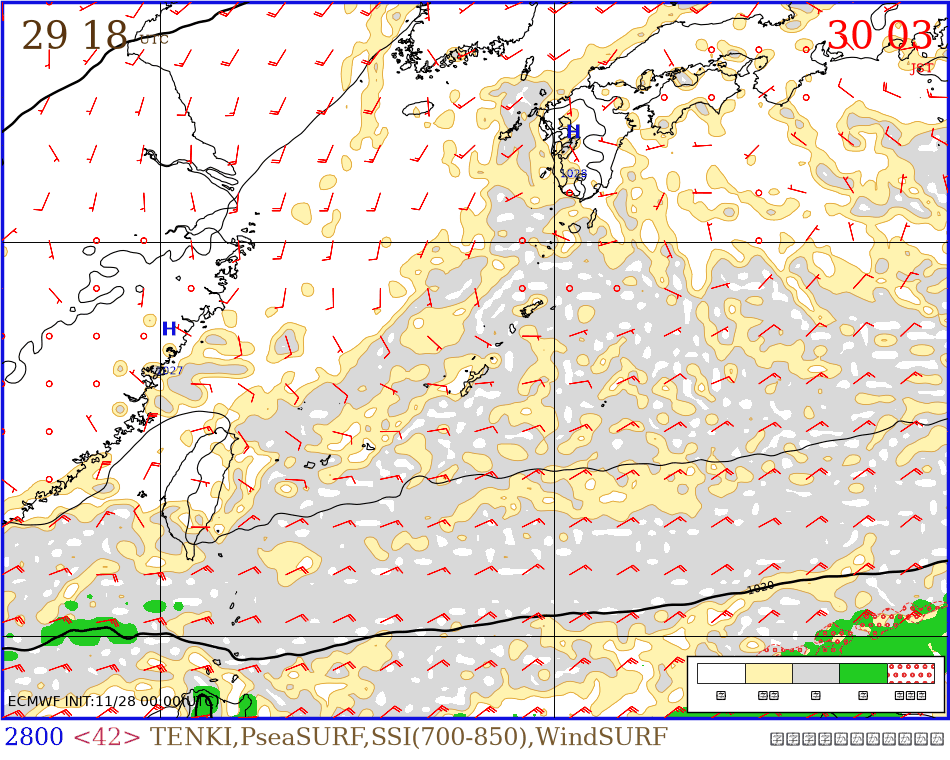 29 18 UTC
30 03
JST
H
1028
H
1027
1020
ECMWF INIT:11/28 00:00(UTC)
2800 <42> TENKI,PseaSURF,SSI(700-850),WindSURF